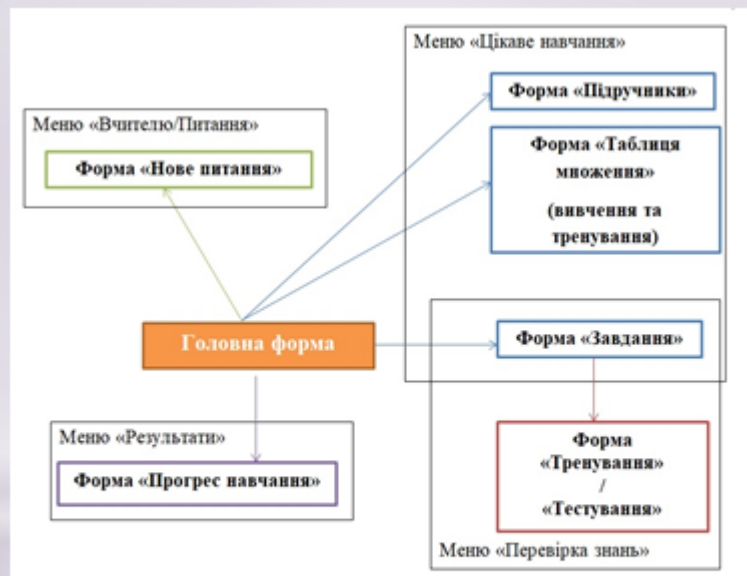 Меню «Цікаве навчання»
Форма «Підручники»
Меню «Вчителю/Питання»
Форма «Нове питання»
Форма «Таблиця
множення»
(вивчення та
тренування)
Головна форма
Форма «Завдання»
Меню «Результати»
Форма «Прогрес навчання»
Форма
«Тренування»
/
«Тестування»
Меню «Перевірка знань»